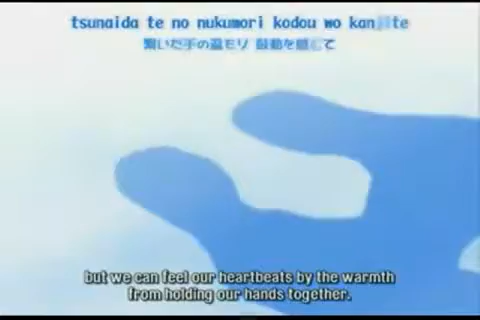 tsunaida te no nukumori kodou wo kanjite
繋いだ手の温モリ 鼓動を感じて
but we can feel our heartbeats by the warmth
from holding our hands together.